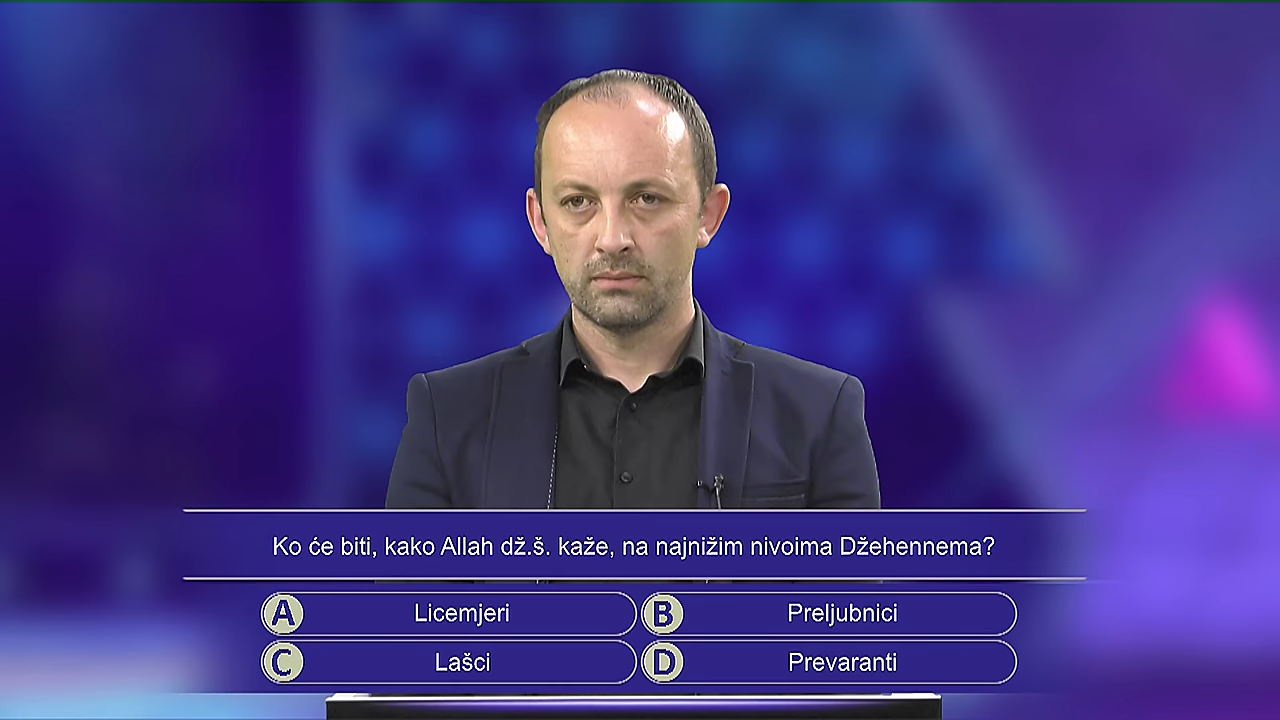 Ko će biti, kako Allah dž.š. kaže, na najnižim nivoima Džehennema?
A Licemjeri
B Preljubnici
C Lašci
D Prevaranti